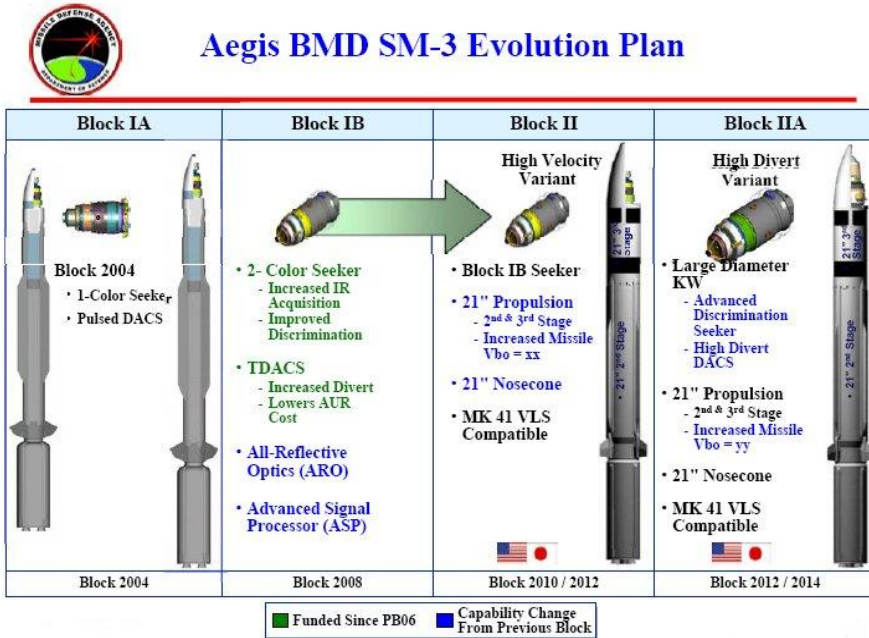 MISSILE DEFENSE AGENCY
DEPARTMENT OF DEFENSE
Aegis BMD SM-3 Evolution Plan
Block IA
Block IB
Block II
Block IIA
Block 2004
• 1-Color Seeker
• Pulsed DACS
• 2- Color Seeker
- Increased IR
Acquisition
- Improved
Discrimination
• TDACS
- Increased Divert
- Lowers AUR
Cost
• All-Reflective
Optics (ARO)
• Advanced Signal
Processor (ASP)
High Velocity
Variant
• Block IB Seeker
• 21" Propulsion
- 2nd & 3rd Stage
- Increased Missile
Vbo = xx
• 21" Nosecone
• MK 41 VLS
Compatible
21" 3rd
Stage
• 21" 2nd Stage
High Divert
Variant
• Large Diameter
KW
- Advanced
Discrimination
Seeker
- High Divert
DACS
• 21" Propulsion
- 2nd & 3rd Stage
- Increased Missile
Vbo = yy
• 21" Nosecone
• MK 41 VLS
Compatible
21" 3rd
Stage
• 21" 2nd Stage
Block 2004
Block 2008
Block 2010 / 2012
Block 2012 / 2014
Funded Since PB06
Capability Change
From Previous Block